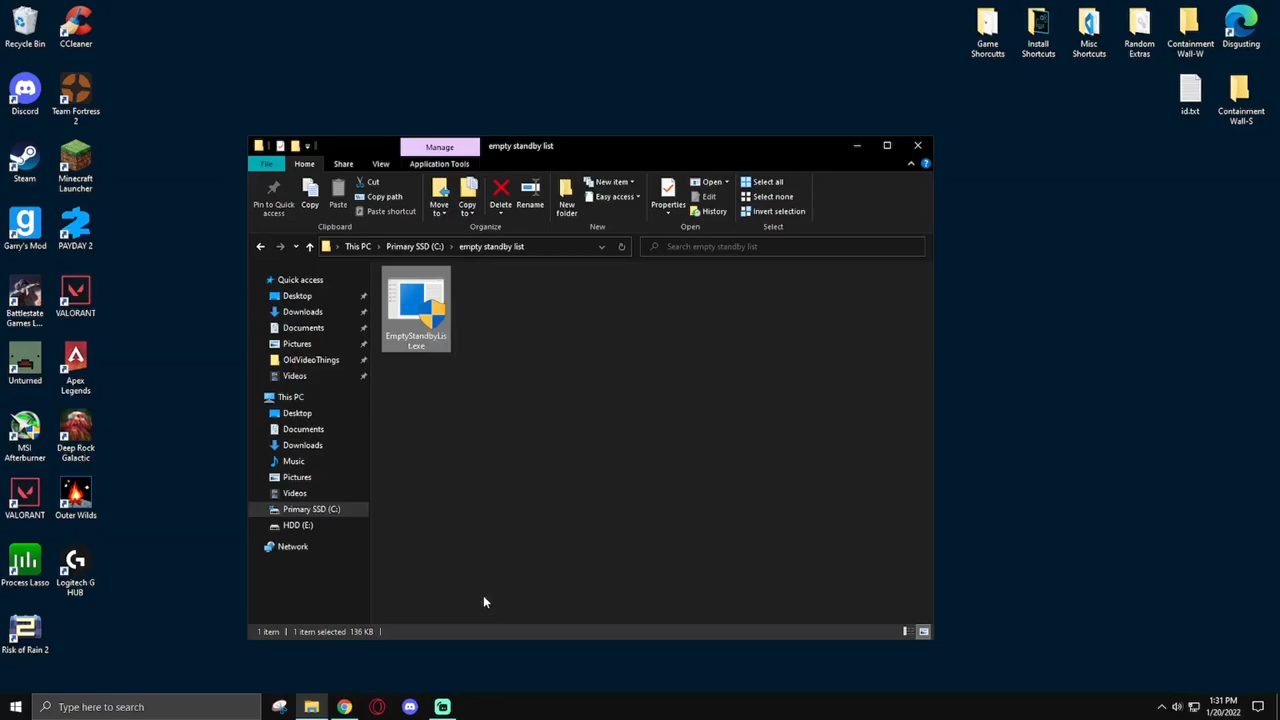 Recycle Bin
CCleaner
Discord
Team Fortress
2
Steam
Minecraft
Launcher
Garry's Mod
PAYDAY 2
Battlestate
Games L...
VALORANT
Unturned
Apex
Legends
MSI
Afterburner
Deep Rock
Galactic
VALORANT
Outer Wilds
Process Lasso
Logitech G
HUB
Risk of Rain 2
Game
Shorcutts
Install
Shortcuts
Misc
Shortcuts
Random
Extras
Containment
Wall-W
Disgusting
id.txt
Containment
Wall-S
Manage
empty standby list
File
Home
Share
View
Application Tools
Pin to Quick
access
Copy
Paste
Cut
Copy path
Paste shortcut
Clipboard
Move
to
Copy
to
Delete
Rename
Organize
New
folder
New item
Easy access
New
Properties
Open
Edit
History
Open
Select all
Select none
Invert selection
Select
This PC > Primary SSD (C:) > empty standby list
Search empty standby list
Quick access
Desktop
Downloads
Documents
Pictures
OldVideoThings
Videos
This PC
Desktop
Documents
Downloads
Music
Pictures
Videos
Primary SSD (C:)
HDD (E:)
Network
EmptyStandbyLis
t.exe
1 item
1 item selected 136 KB
Type here to search
1:31 PM
1/20/2022